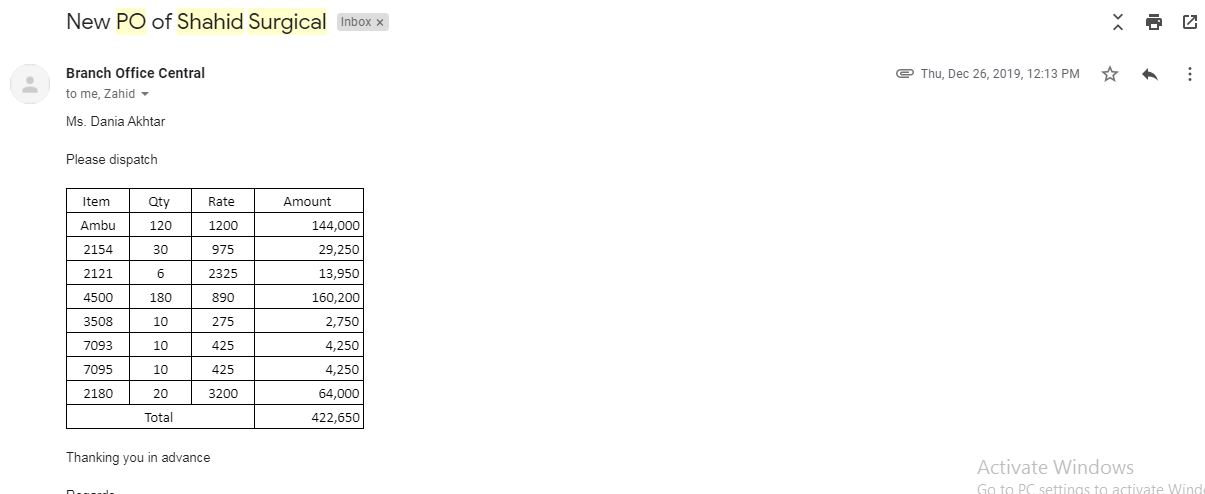 New PO of Shahid Surgical Inbox ×
Branch Office Central
Thu, Dec 26, 2019, 12:13 PM
to me, Zahid
Ms. Dania Akhtar
Please dispatch
Item Qty Rate Amount
Ambu 120 1200 144,000
2154 30 975 29,250
2121 6 2325 13,950
4500 180 890 160,200
3508 10 275 2,750
7093 10 425 4,250
7095 10 425 4,250
2180 20 3200 64,000
Total 422,650
Thanking you in advance
Regards
Activate Windows
Go to PC settings to activate Wind